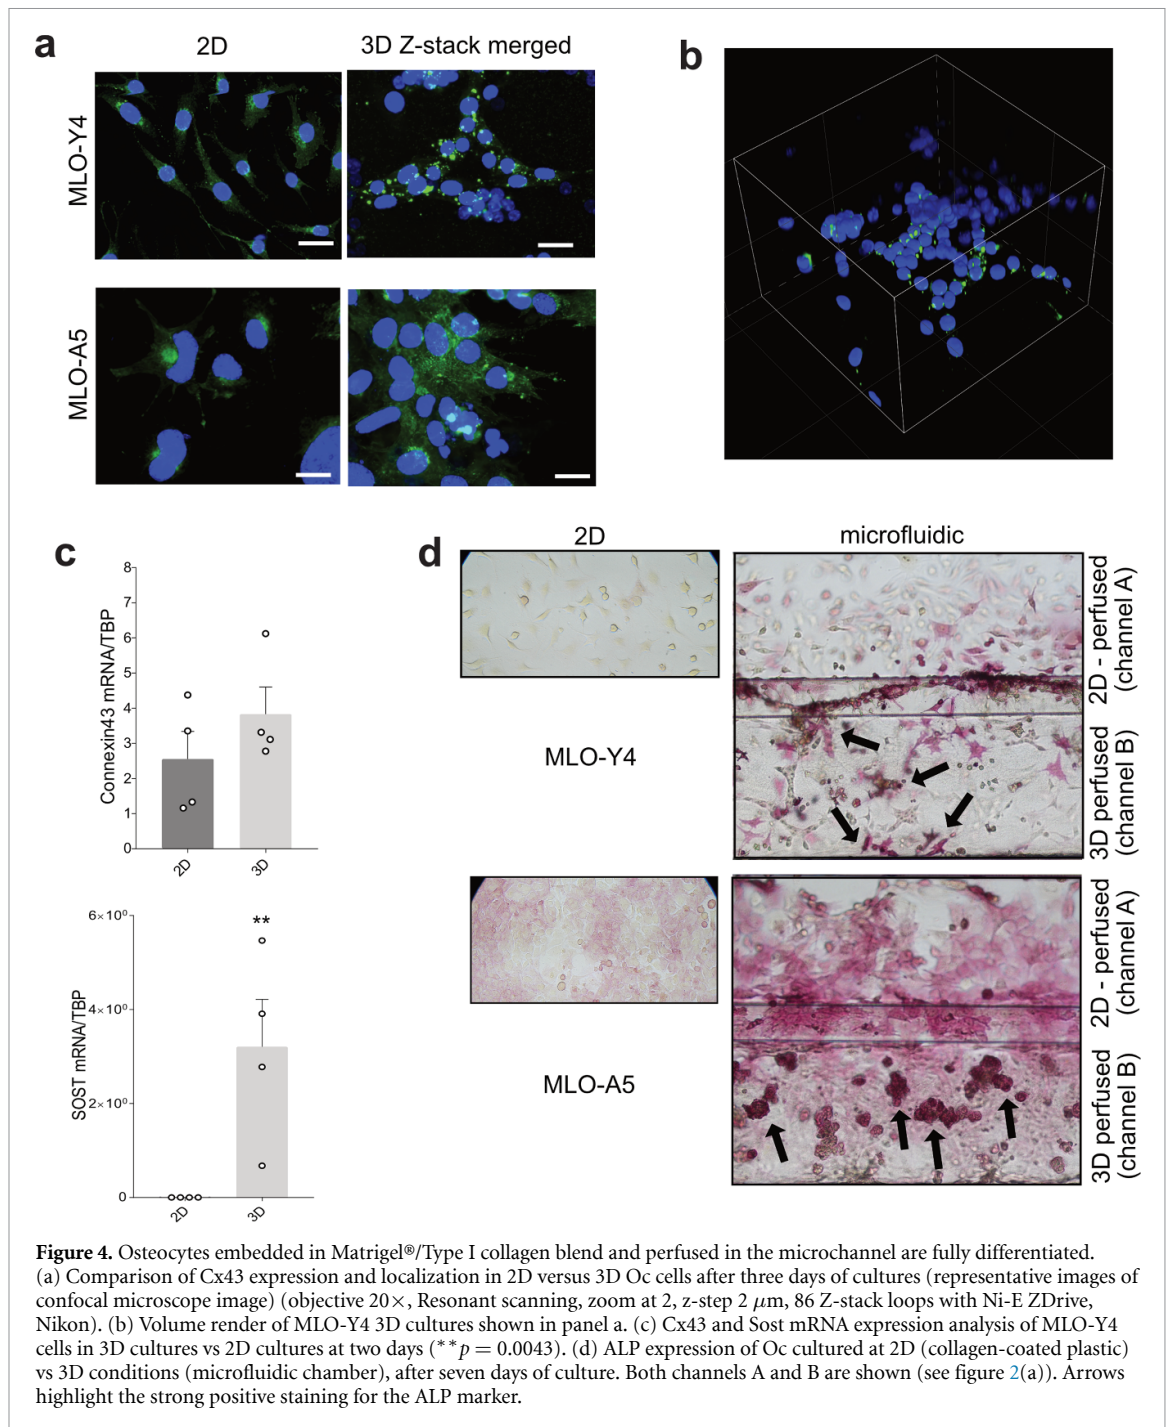 a
2D
3D Z-stack merged
MLO-Y4
MLO-A5
b
c
Connexin43 mRNA/TBP
8
7
6
5
4
3
2
1
0
2D
3D
SOST mRNA/TBP
6×10⁰
4×10⁰
2×10⁰
0
**
2D
3D
d
2D
microfluidic
MLO-Y4
2D - perfused
(channel A)
3D perfused
(channel B)
MLO-A5
2D - perfused
(channel A)
3D perfused
(channel B)
Figure 4. Osteocytes embedded in Matrigel®/Type I collagen blend and perfused in the microchannel are fully differentiated.
(a) Comparison of Cx43 expression and localization in 2D versus 3D Oc cells after three days of cultures (representative images of
confocal microscope image) (objective 20×, Resonant scanning, zoom at 2, z-step 2 μm, 86 Z-stack loops with Ni-E ZDrive,
Nikon). (b) Volume render of MLO-Y4 3D cultures shown in panel a. (c) Cx43 and Sost mRNA expression analysis of MLO-Y4
cells in 3D cultures vs 2D cultures at two days (**p = 0.0043). (d) ALP expression of Oc cultured at 2D (collagen-coated plastic)
vs 3D conditions (microfluidic chamber), after seven days of culture. Both channels A and B are shown (see figure 2(a)). Arrows
highlight the strong positive staining for the ALP marker.